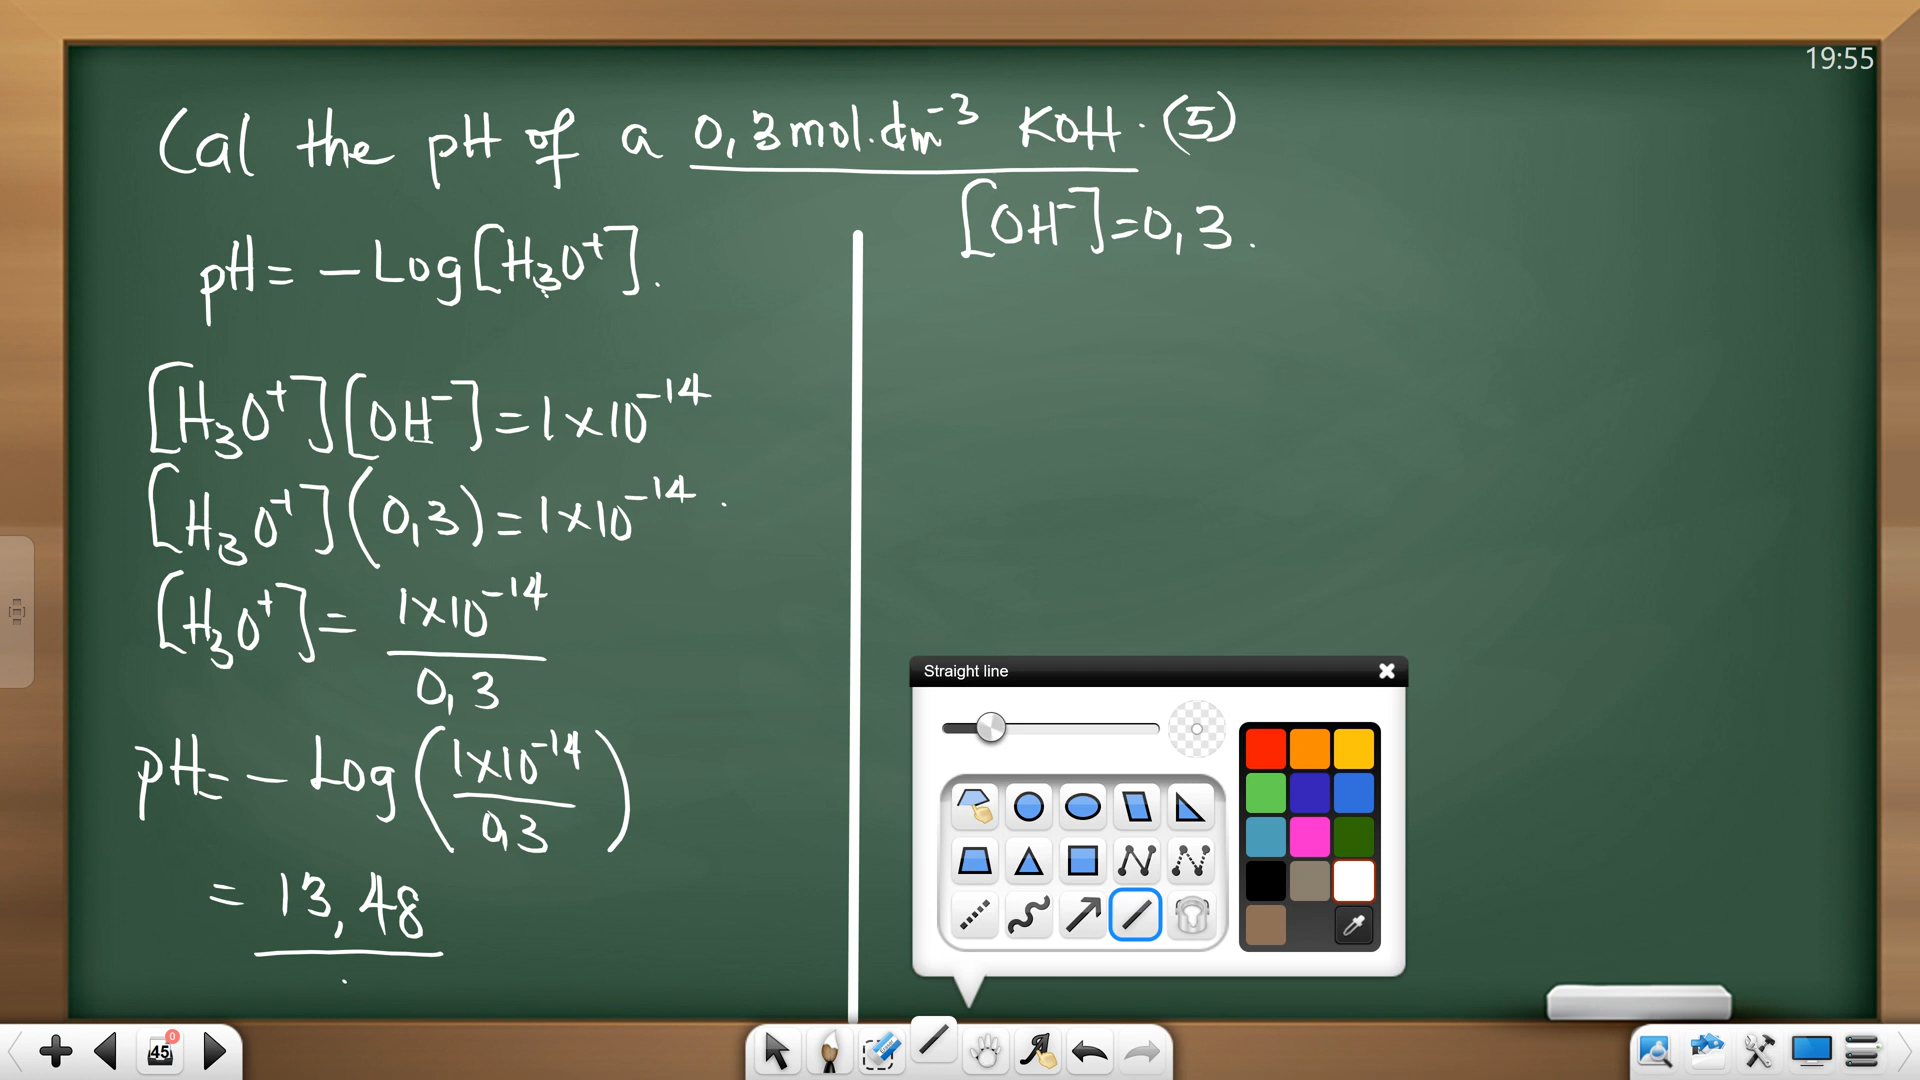 19:55
Cal the pH of a 0,3 mol.dm⁻³ KOH. (5)
[OH⁻]=0,3.
pH = - Log[H₃O⁺].
[H₃O⁺][OH⁻] = 1×10⁻¹⁴
[H₃O⁺](0,3) = 1×10⁻¹⁴.
[H₃O⁺] = 1×10⁻¹⁴
0,3
pH = - Log(1×10⁻¹⁴
0,3)
= 13,48
Straight line
45
0